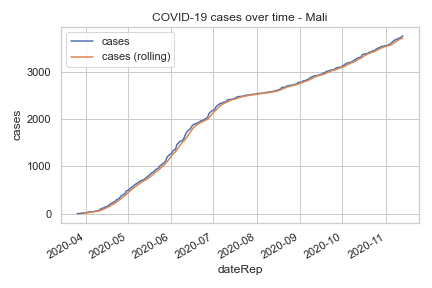 COVID-19 cases over time - Mali
cases
cases (rolling)
3000
2000
1000
0
cases
2020-04
2020-05
2020-06
2020-07
2020-08
2020-09
2020-10
2020-11
dateRep